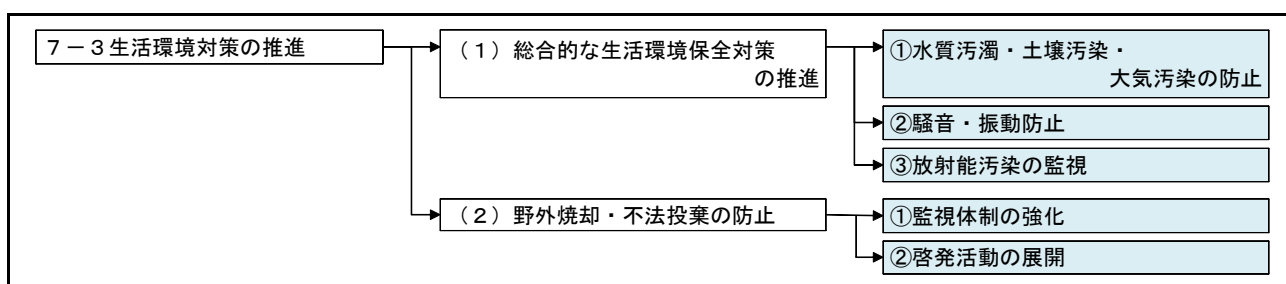 ７－３生活環境対策の推進
（１）総合的な生活環境保全対策
の推進
①水質汚濁・土壌汚染・
大気汚染の防止
②騒音・振動防止
③放射能汚染の監視
（２）野外焼却・不法投棄の防止
①監視体制の強化
②啓発活動の展開